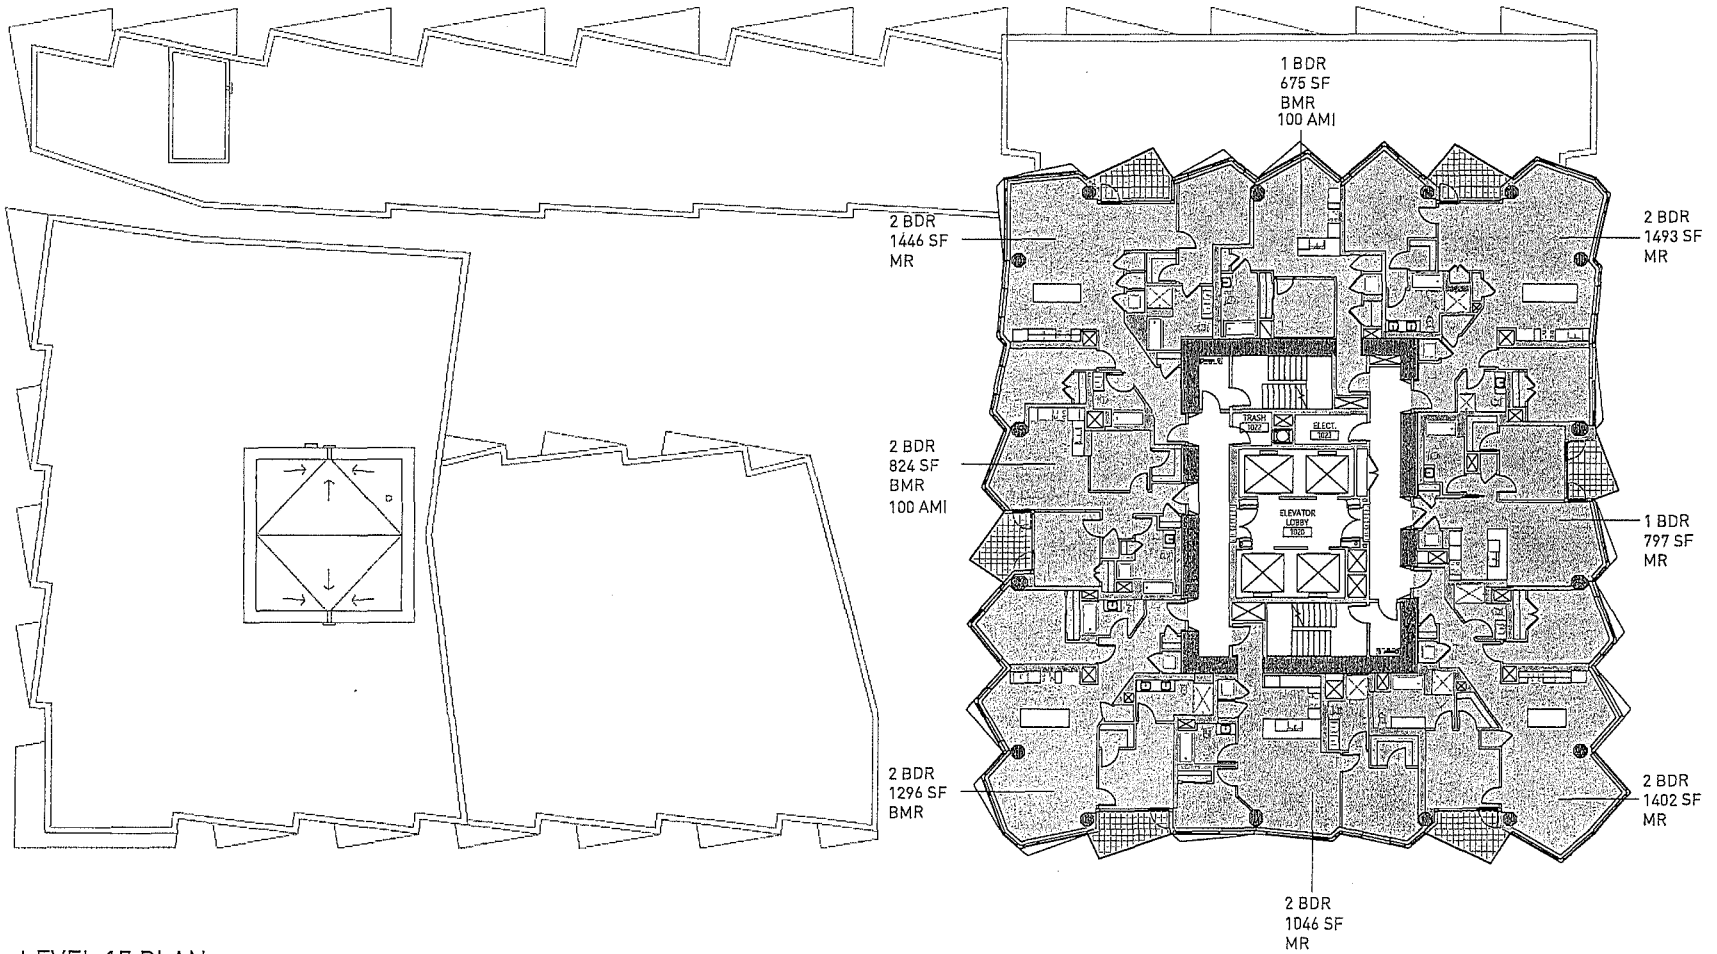 1 BDR
675 SF
BMR
100 AMI
2 BDR
1446 SF
MR
2 BDR
1493 SF
MR
TRASH
1022
ELECT.
1023
2 BDR
824 SF
BMR
100 AMI
ELEVATOR
LOBBY
1020
1 BDR
797 SF
MR
2 BDR
1296 SF
BMR
2 BDR
1402 SF
MR
2 BDR
1046 SF
MR
PLAN